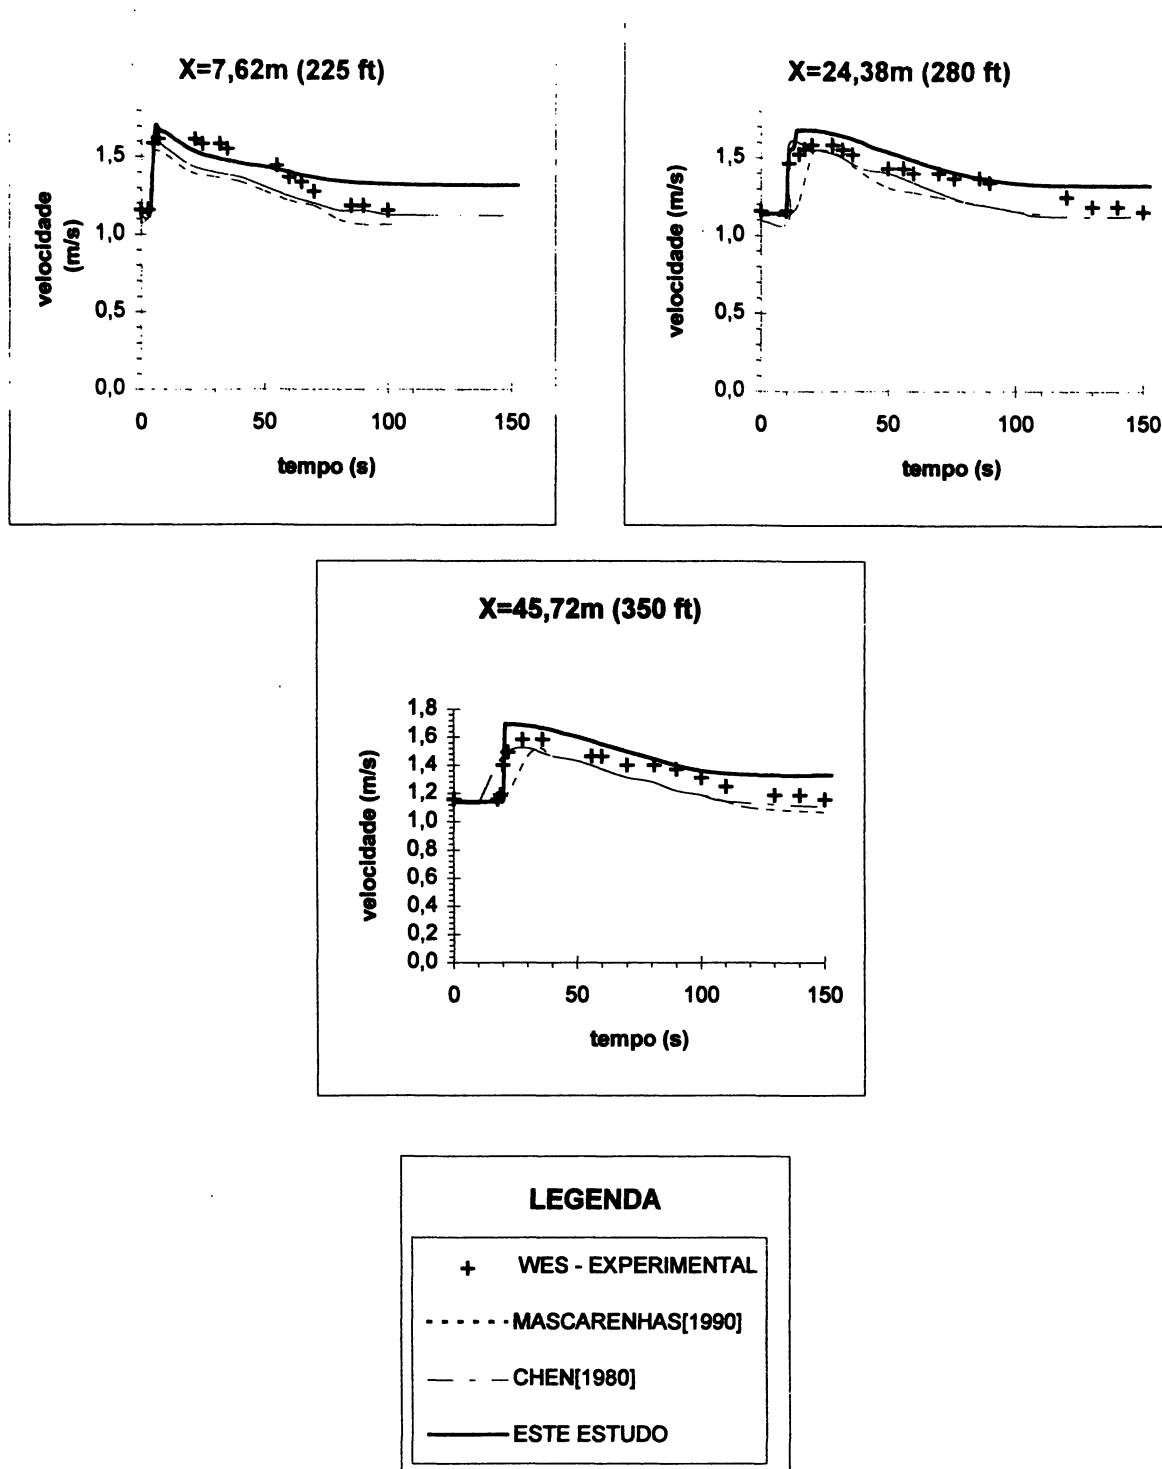 X=7,62m (225 ft)
1,5
1,0
0,5
0,0
velocidade
(m/s)
0 50 100 150
tempo (s)
X=24,38m (280 ft)
1,5
1,0
0,5
0,0
velocidade (m/s)
0 50 100 150
tempo (s)
X=45,72m (350 ft)
1,8
1,6
1,4
1,2
1,0
0,8
0,6
0,4
0,2
0,0
velocidade (m/s)
0 50 100 150
tempo (s)
LEGENDA
WES - EXPERIMENTAL
MASCARENHAS[1990]
CHEN[1980]
ESTE ESTUDO